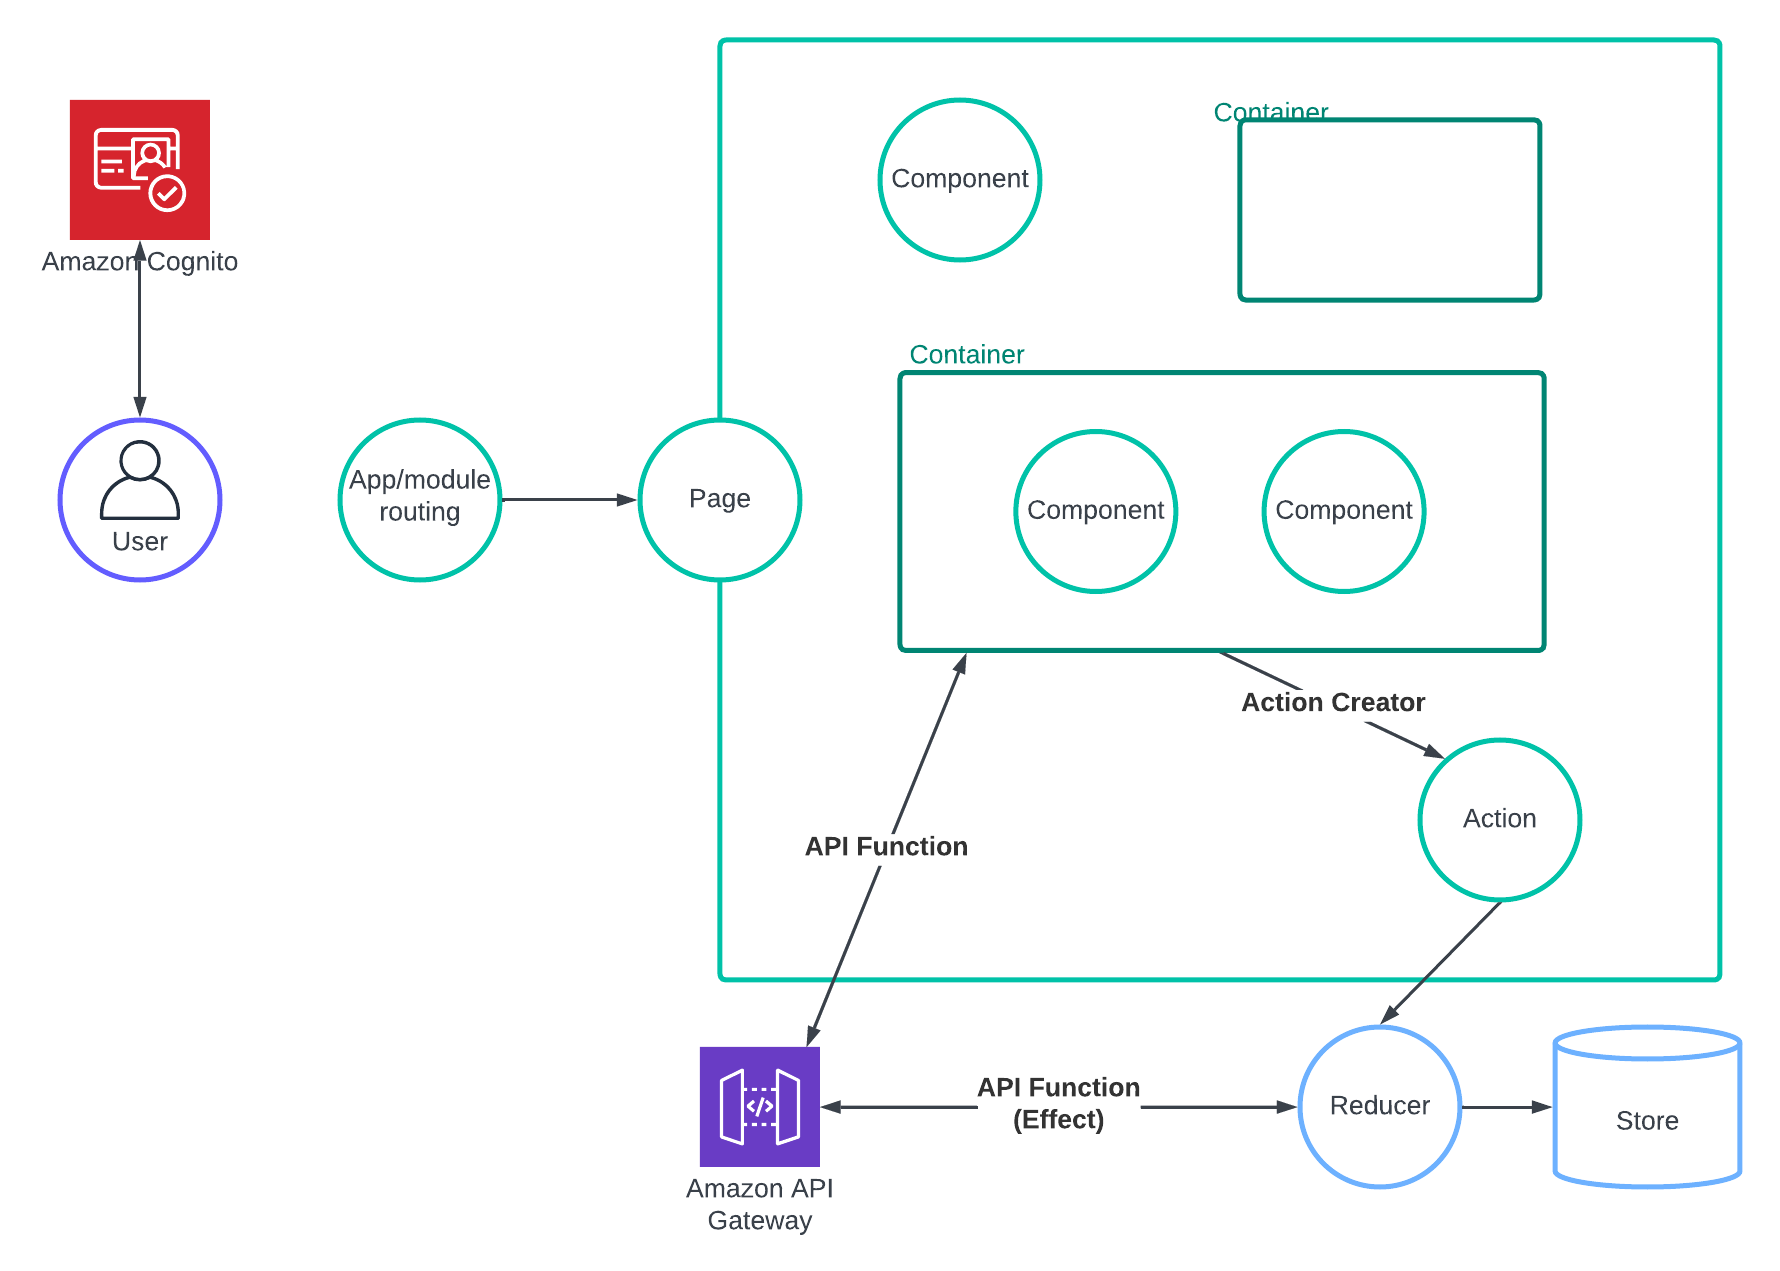 Container
Component
Amazon Cognito
Container
App/module
routing
Page
Component
Component
User
Action Creator
Action
API Function
API Function
(Effect)
Reducer
Store
Amazon API
Gateway